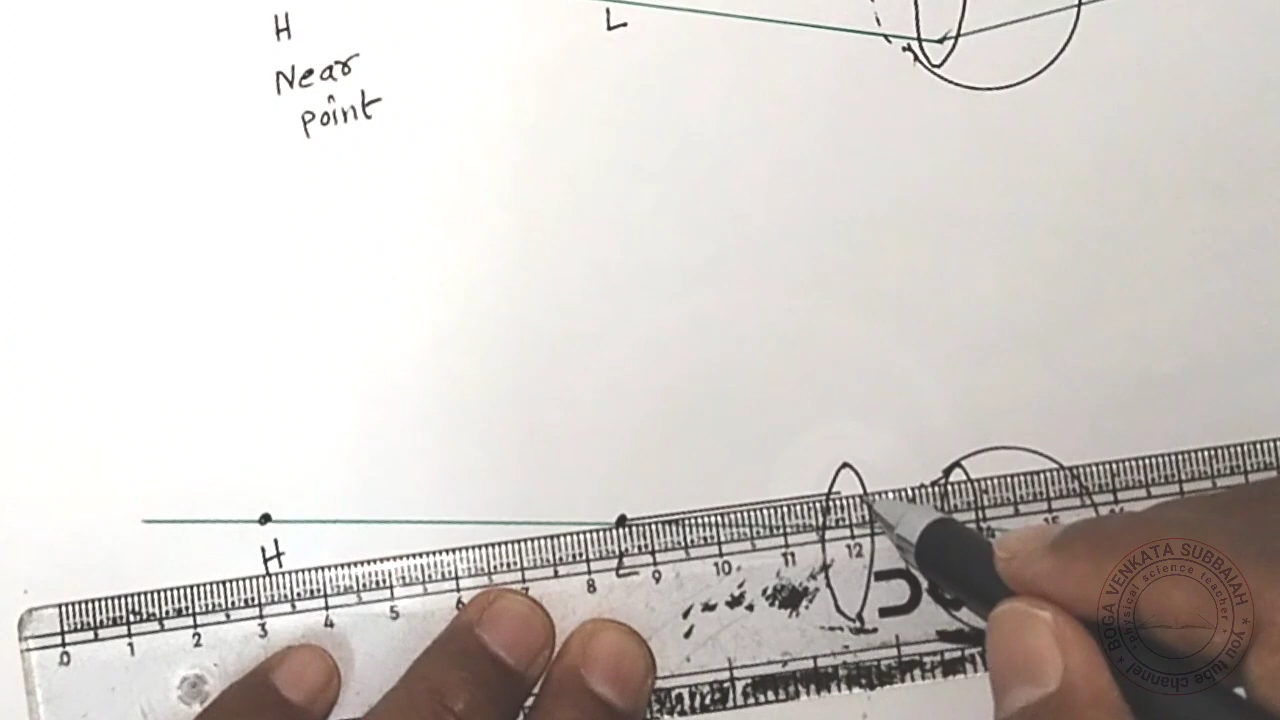 H
L
Near
point
H
L
0 1 2 3 4 5 6 7 8 9 10 11 12 15
BOGA VENKATA SUBBAIAH
* Physical science teacher *
* you tube channel *